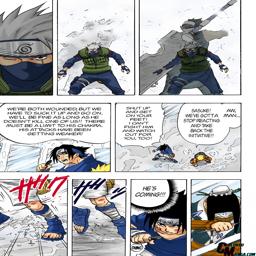 WE'RE BOTH WOUNDED, BUT WE
HAVE TO SUCK IT UP AND GO ON.
WE'LL BE FINE AS LONG AS HE
DOESN'T KILL ONE OF US!! THERE
MUST BE A LIMIT TO HIS CHAKRA.
HIS ATTACKS HAVE BEEN
GETTING WEAKER!
SHUT UP
AND GET
ON YOUR
FEET!
I CAN'T
FIGHT HIM
AND WATCH
OUT FOR
YOU, TOO!!
SASUKE!
WE'VE GOTTA
STOP REACTING
AND TAKE
BACK THE
INITIATIVE!!
AW,
MAN...
HE'S
COMING!!!